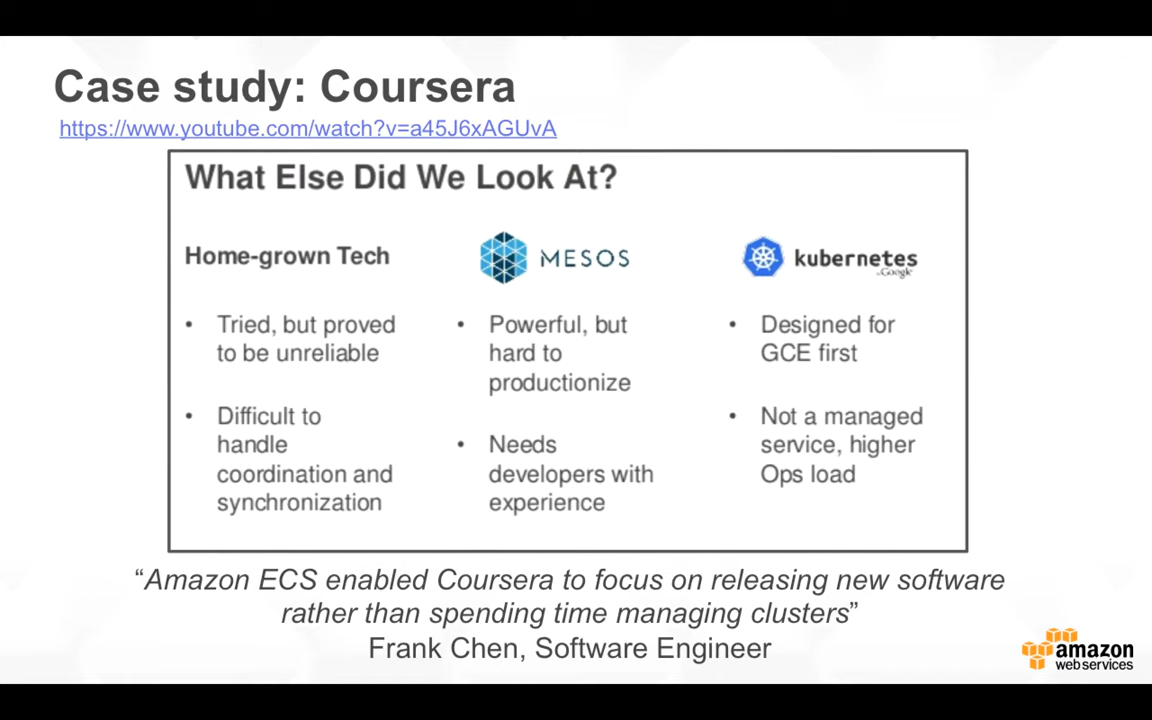 Case study: Coursera
https://www.youtube.com/watch?v=a45J6xAGUvA
What Else Did We Look At?
Home-grown Tech
• Tried, but proved
to be unreliable
• Difficult to
handle
coordination and
synchronization
MESOS
• Powerful, but
hard to
productionize
• Needs
developers with
experience
kubernetes
by Google
• Designed for
GCE first
• Not a managed
service, higher
Ops load
“Amazon ECS enabled Coursera to focus on releasing new software
rather than spending time managing clusters”
Frank Chen, Software Engineer
amazon
webservices